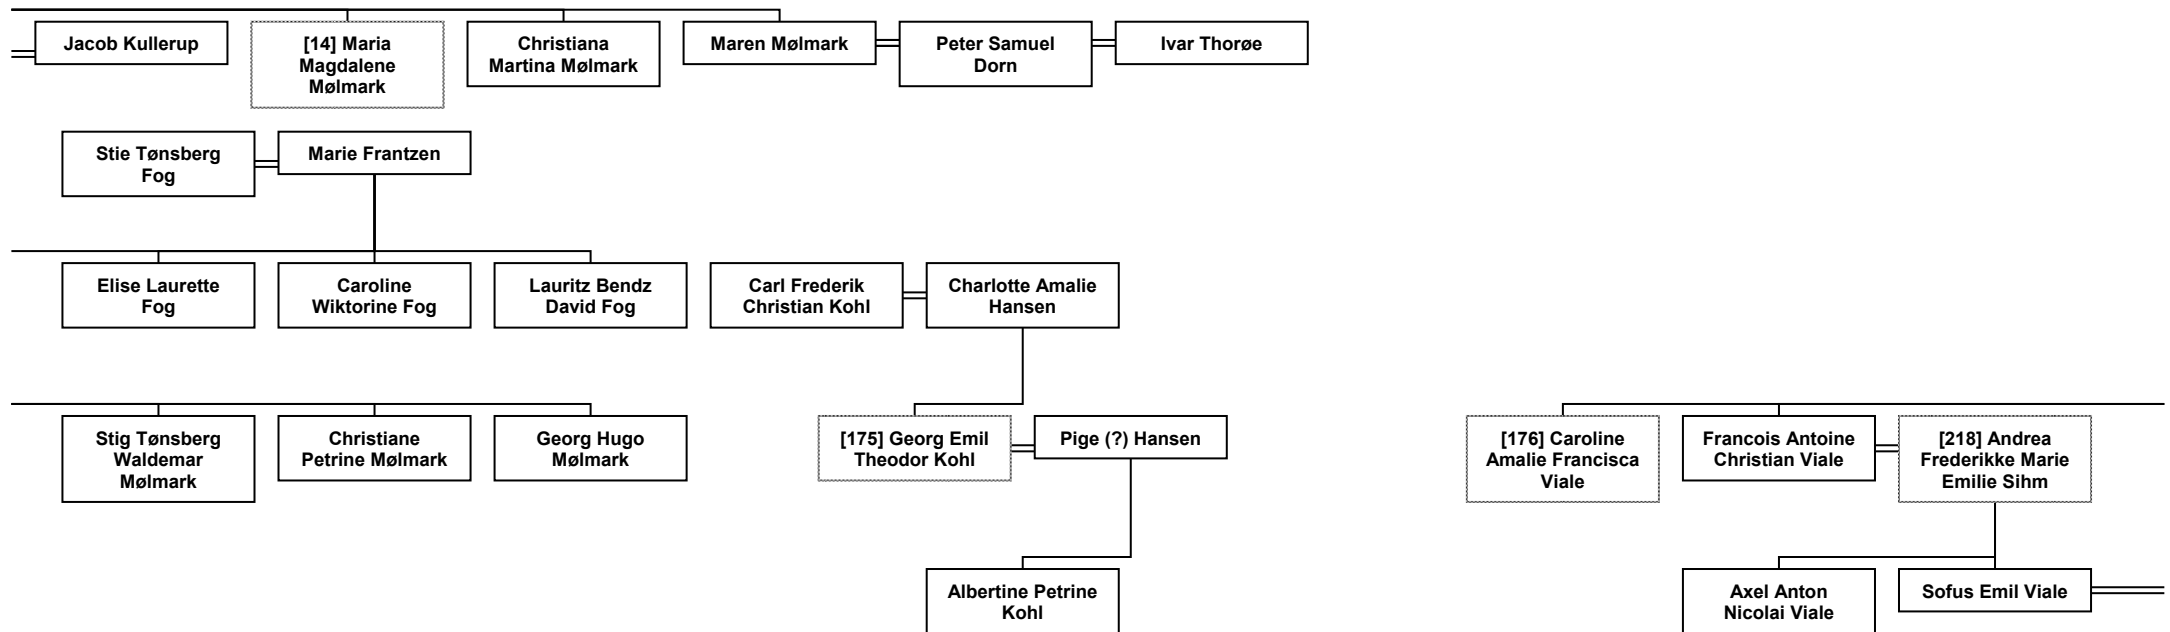 Jacob Kullerup
[14] Maria
Magdalene
Mølmark
Christiana
Martina Mølmark
Maren Mølmark
Peter Samuel
Dorn
Ivar Thorøe
Stie Tønsberg
Fog
Marie Frantzen
Elise Laurette
Fog
Caroline
Wiktorine Fog
Lauritz Bendz
David Fog
Carl Frederik
Christian Kohl
Charlotte Amalie
Hansen
Stig Tønsberg
Waldemar
Mølmark
Christiane
Petrine Mølmark
Georg Hugo
Mølmark
[175] Georg Emil
Theodor Kohl
Pige (?) Hansen
[176] Caroline
Amalie Francisca
Viale
Francois Antoine
Christian Viale
[218] Andrea
Frederikke Marie
Emilie Sihm
Albertine Petrine
Kohl
Axel Anton
Nicolai Viale
Sofus Emil Viale